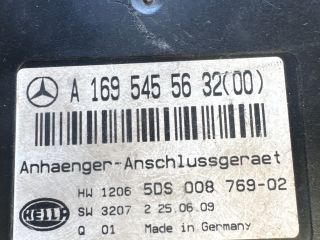 A 169 545 56 32(00)
Anhaenger-Anschlussgeraet
HW 1206 5DS 008 769-02
HELLA SW 3207 2 25.06.09
Q 01 Made in Germany